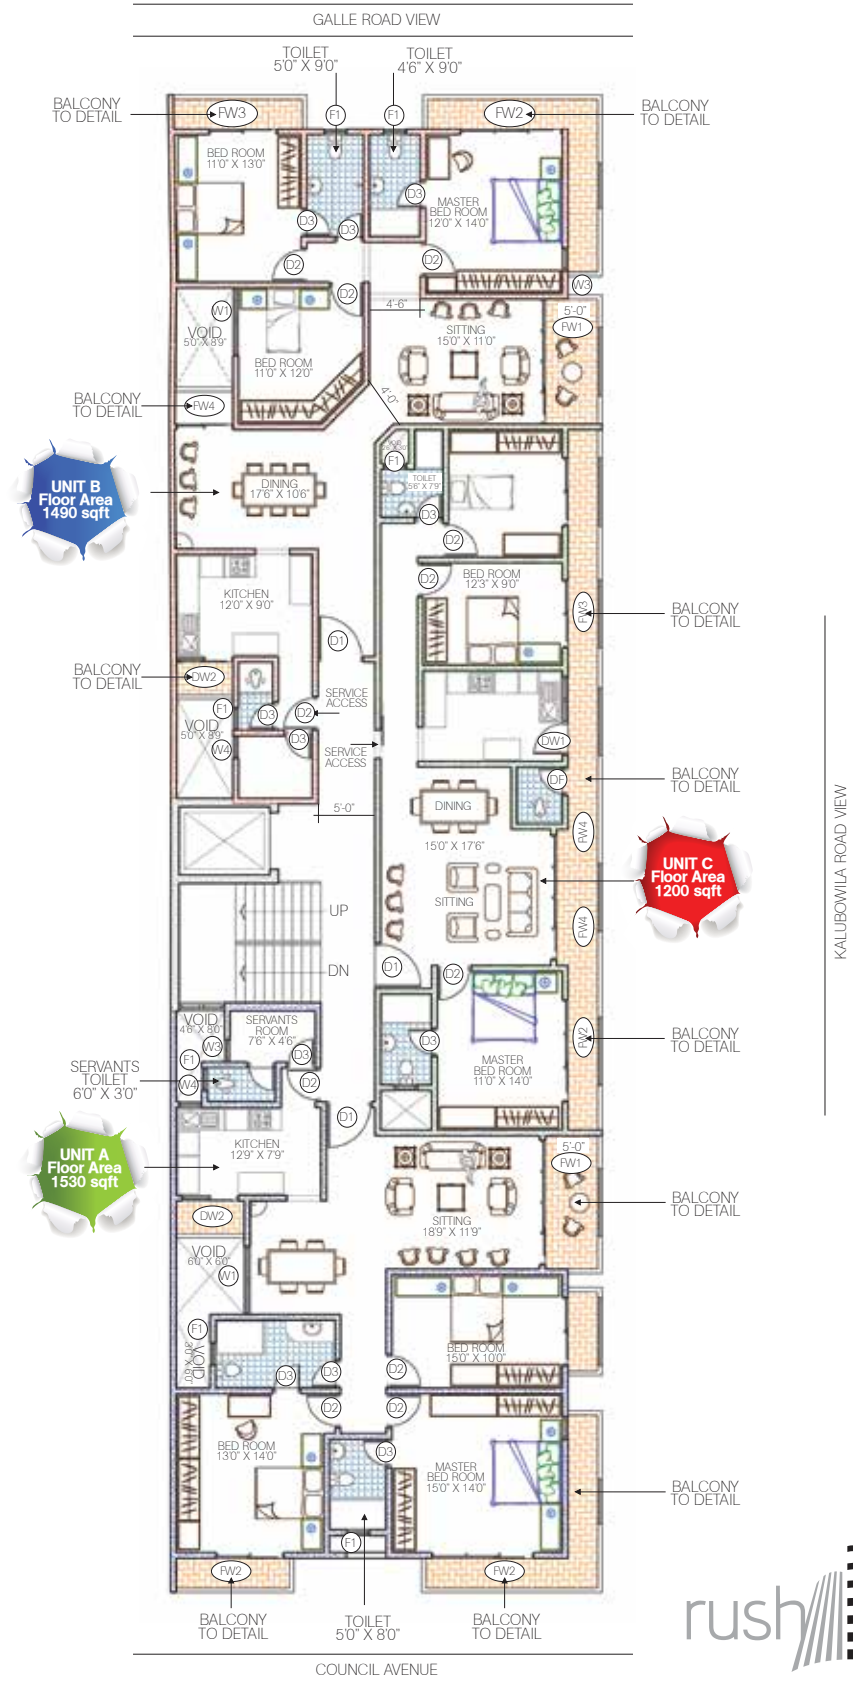 GALLE ROAD VIEW
TOILET
5'0" X 9'0"
TOILET
4'6" X 9'0"
BALCONY
TO DETAIL
FW3
F1
F1
FW2
BALCONY
TO DETAIL
BED ROOM
11'0" X 13'0"
D3
D3
D3
MASTER
BED ROOM
12'0" X 14'0"
D2
D2
D2
W3
W1
VOID
5'0" X 8'9"
4'-6"
5'-0"
FW1
SITTING
15'0" X 11'0"
BED ROOM
11'0" X 12'0"
4'-0"
BALCONY
TO DETAIL
FW4
F1
UNIT B
Floor Area
1490 sqft
DINING
17'6" X 10'6"
TOILET
5'6" X 7'9"
D3
D2
D2
BED ROOM
12'3" X 9'0"
KITCHEN
12'0" X 9'0"
FW3
BALCONY
TO DETAIL
D1
BALCONY
TO DETAIL
DW2
SERVICE
ACCESS
F1
D3
D2
VOID
5'0" X 8'9"
W4
D3
SERVICE
ACCESS
DW1
DF
BALCONY
TO DETAIL
5'-0"
DINING
15'0" X 17'6"
FW4
KALUBOWILA ROAD VIEW
UNIT C
Floor Area
1200 sqft
SITTING
UP
FW4
DN
D1
D2
VOID
4'6" X 8'0"
SERVANTS
ROOM
7'6" X 4'6"
W3
F1
D3
D3
FW2
BALCONY
TO DETAIL
MASTER
BED ROOM
11'0" X 14'0"
SERVANTS
TOILET
6'0" X 3'0"
W4
D2
D1
UNIT A
Floor Area
1530 sqft
KITCHEN
12'9" X 7'9"
5'-0"
FW1
BALCONY
TO DETAIL
DW2
SITTING
18'9" X 11'9"
VOID
6'0" X 6'0"
W1
F1
VOID
3'0" X 6'0"
BED ROOM
15'0" X 10'0"
D3
D3
D2
D2
D2
BED ROOM
13'0" X 14'0"
D3
MASTER
BED ROOM
15'0" X 14'0"
BALCONY
TO DETAIL
F1
FW2
FW2
BALCONY
TO DETAIL
TOILET
5'0" X 8'0"
BALCONY
TO DETAIL
rush
COUNCIL AVENUE